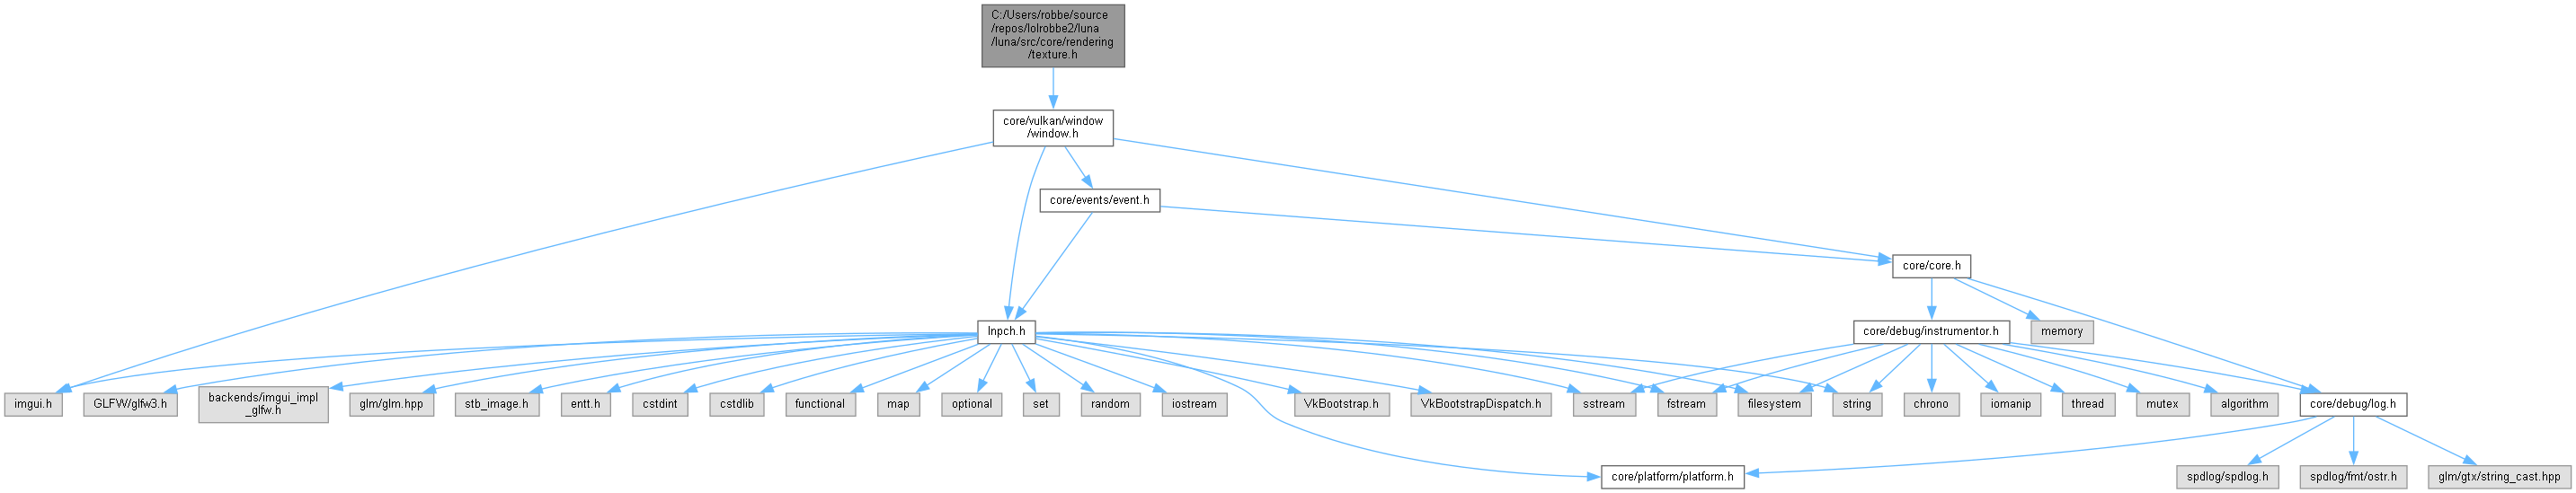 C:/Users/robbe/source
/repos/lolrobbe2/luna
/luna/src/core/rendering
/texture.h
core/vulkan/window
/window.h
core/events/event.h
core/core.h
lnpch.h
core/debug/instrumentor.h
memory
imgui.h
GLFW/glfw3.h
backends/imgui_impl
_glfw.h
glm/glm.hpp
stb_image.h
entt.h
cstdint
cstdlib
functional
map
optional
set
random
iostream
VkBootstrap.h
VkBootstrapDispatch.h
sstream
fstream
filesystem
string
chrono
iomanip
thread
mutex
algorithm
core/debug/log.h
core/platform/platform.h
spdlog/spdlog.h
spdlog/fmt/ostr.h
glm/gtx/string_cast.hpp